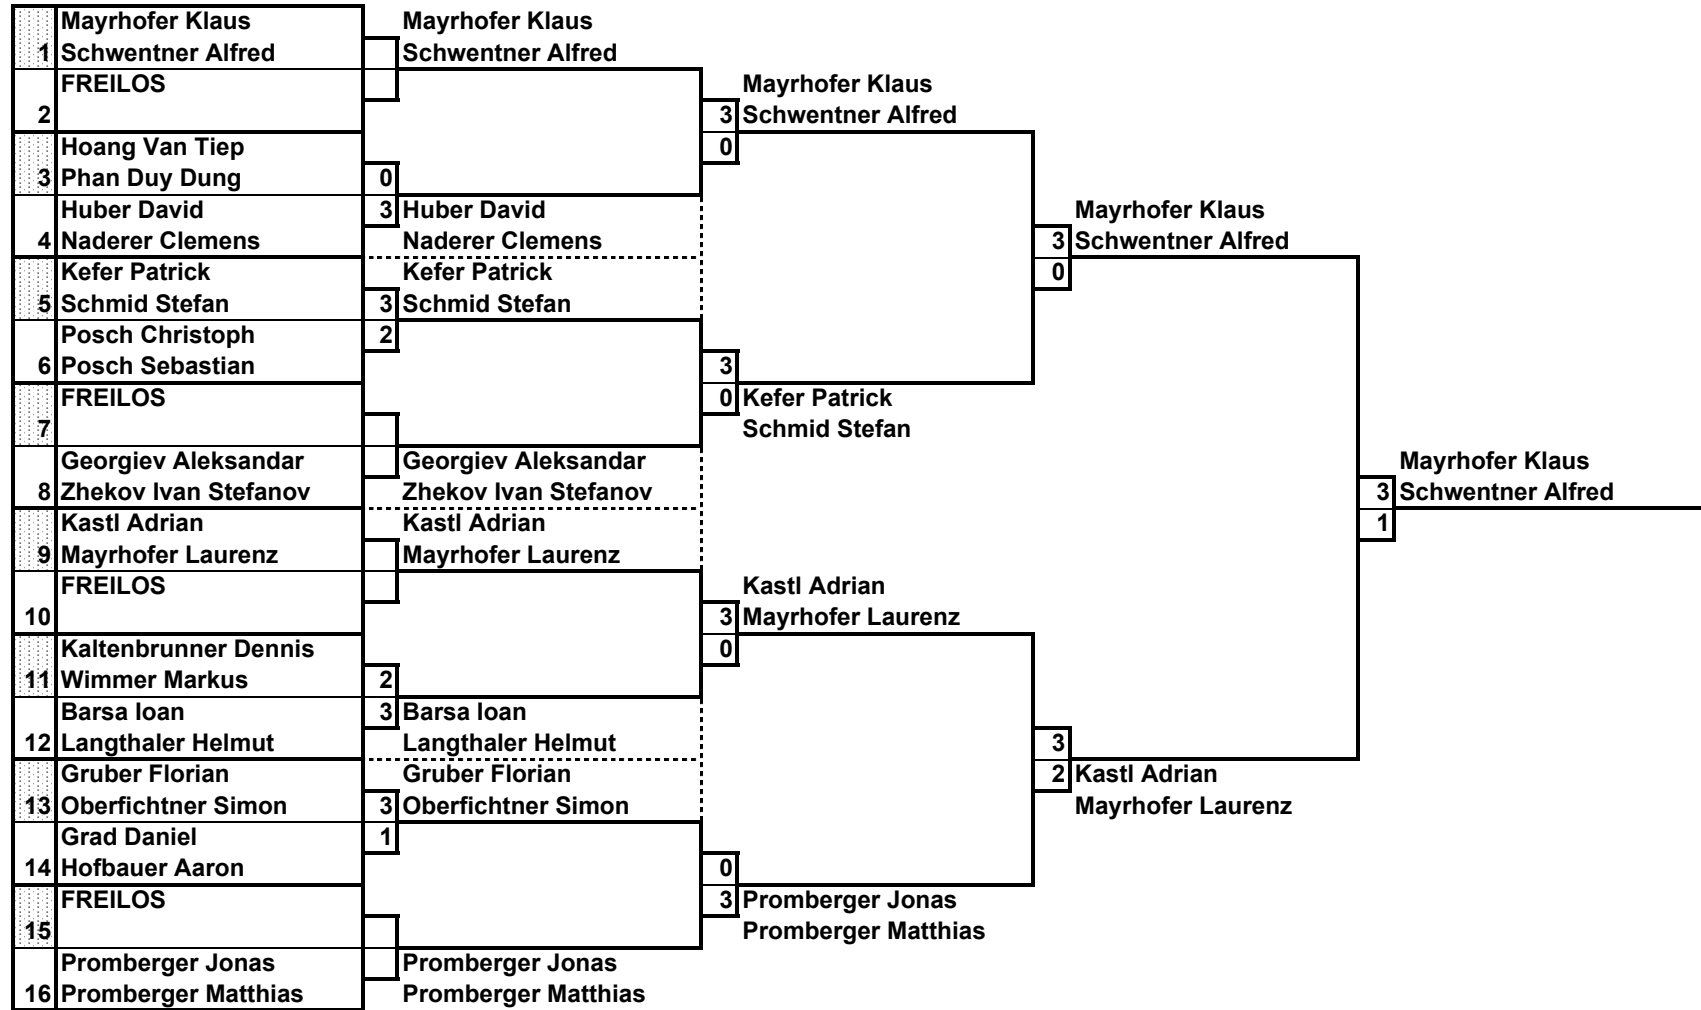 Mayrhofer Klaus Mayrhofer Klaus
1 Schwentner Alfred Schwentner Alfred
FREILOS Mayrhofer Klaus
2 3 Schwentner Alfred
Hoang Van Tiep 0
3 Phan Duy Dung 0
Huber David 3 Huber David Mayrhofer Klaus
4 Naderer Clemens Naderer Clemens 3 Schwentner Alfred
Kefer Patrick Kefer Patrick 0
5 Schmid Stefan 3 Schmid Stefan
Posch Christoph 2
6 Posch Sebastian 3
FREILOS 0 Kefer Patrick
7 Schmid Stefan
Georgiev Aleksandar Georgiev Aleksandar Mayrhofer Klaus
8 Zhekov Ivan Stefanov Zhekov Ivan Stefanov 3 Schwentner Alfred
Kastl Adrian Kastl Adrian 1
9 Mayrhofer Laurenz Mayrhofer Laurenz
FREILOS Kastl Adrian
10 3 Mayrhofer Laurenz
Kaltenbrunner Dennis 0
11 Wimmer Markus 2
Barsa Ioan 3 Barsa Ioan
12 Langthaler Helmut Langthaler Helmut 3
Gruber Florian Gruber Florian 2 Kastl Adrian
13 Oberfichtner Simon 3 Oberfichtner Simon Mayrhofer Laurenz
Grad Daniel 1
14 Hofbauer Aaron 0
FREILOS 3 Promberger Jonas
15 Promberger Matthias
Promberger Jonas Promberger Jonas
16 Promberger Matthias Promberger Matthias